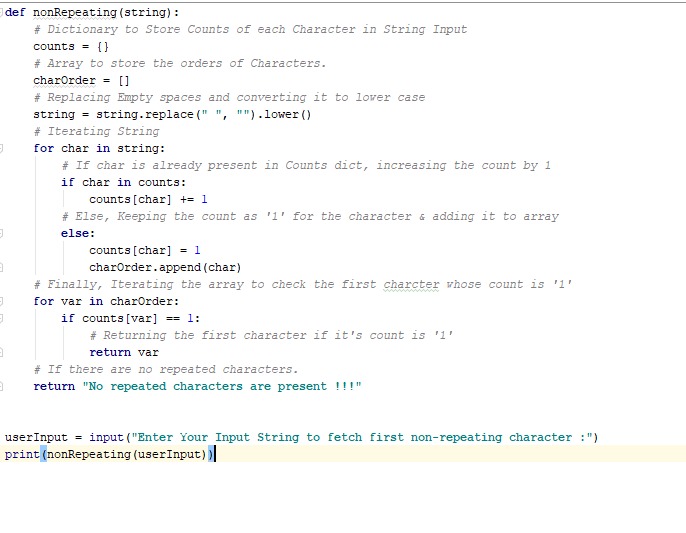 def nonRepeating(string):
    # Dictionary to Store Counts of each Character in String Input
    counts = {}
    # Array to store the orders of Characters.
    charOrder = []
    # Replacing Empty spaces and converting it to lower case
    string = string.replace(" ", "").lower()
    # Iterating String
    for char in string:
        # If char is already present in Counts dict, increasing the count by 1
        if char in counts:
            counts[char] += 1
        # Else, Keeping the count as '1' for the character & adding it to array
        else:
            counts[char] = 1
            charOrder.append(char)
    # Finally, Iterating the array to check the first charcter whose count is '1'
    for var in charOrder:
        if counts[var] == 1:
            # Returning the first character if it's count is '1'
            return var
    # If there are no repeated characters.
    return "No repeated characters are present !!!"
userInput = input("Enter Your Input String to fetch first non-repeating character :")
print(nonRepeating(userInput))